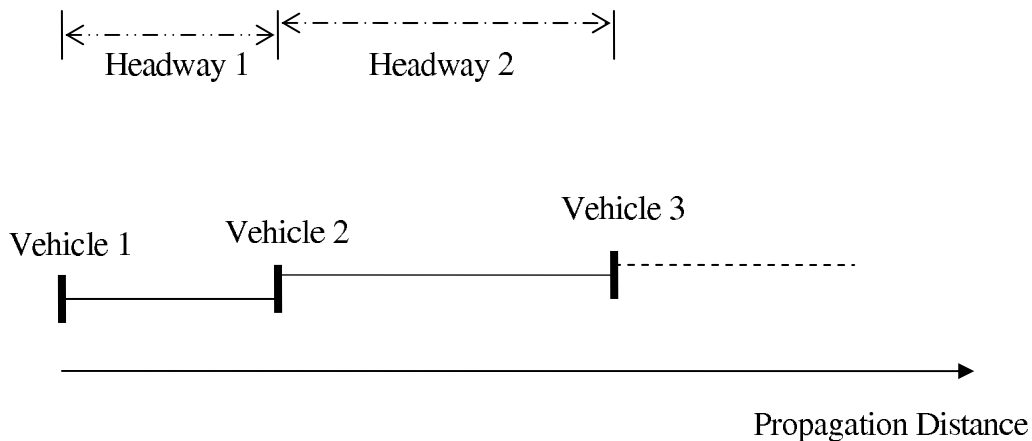 Headway 1
Headway 2
Vehicle 1
Vehicle 2
Vehicle 3
Propagation Distance